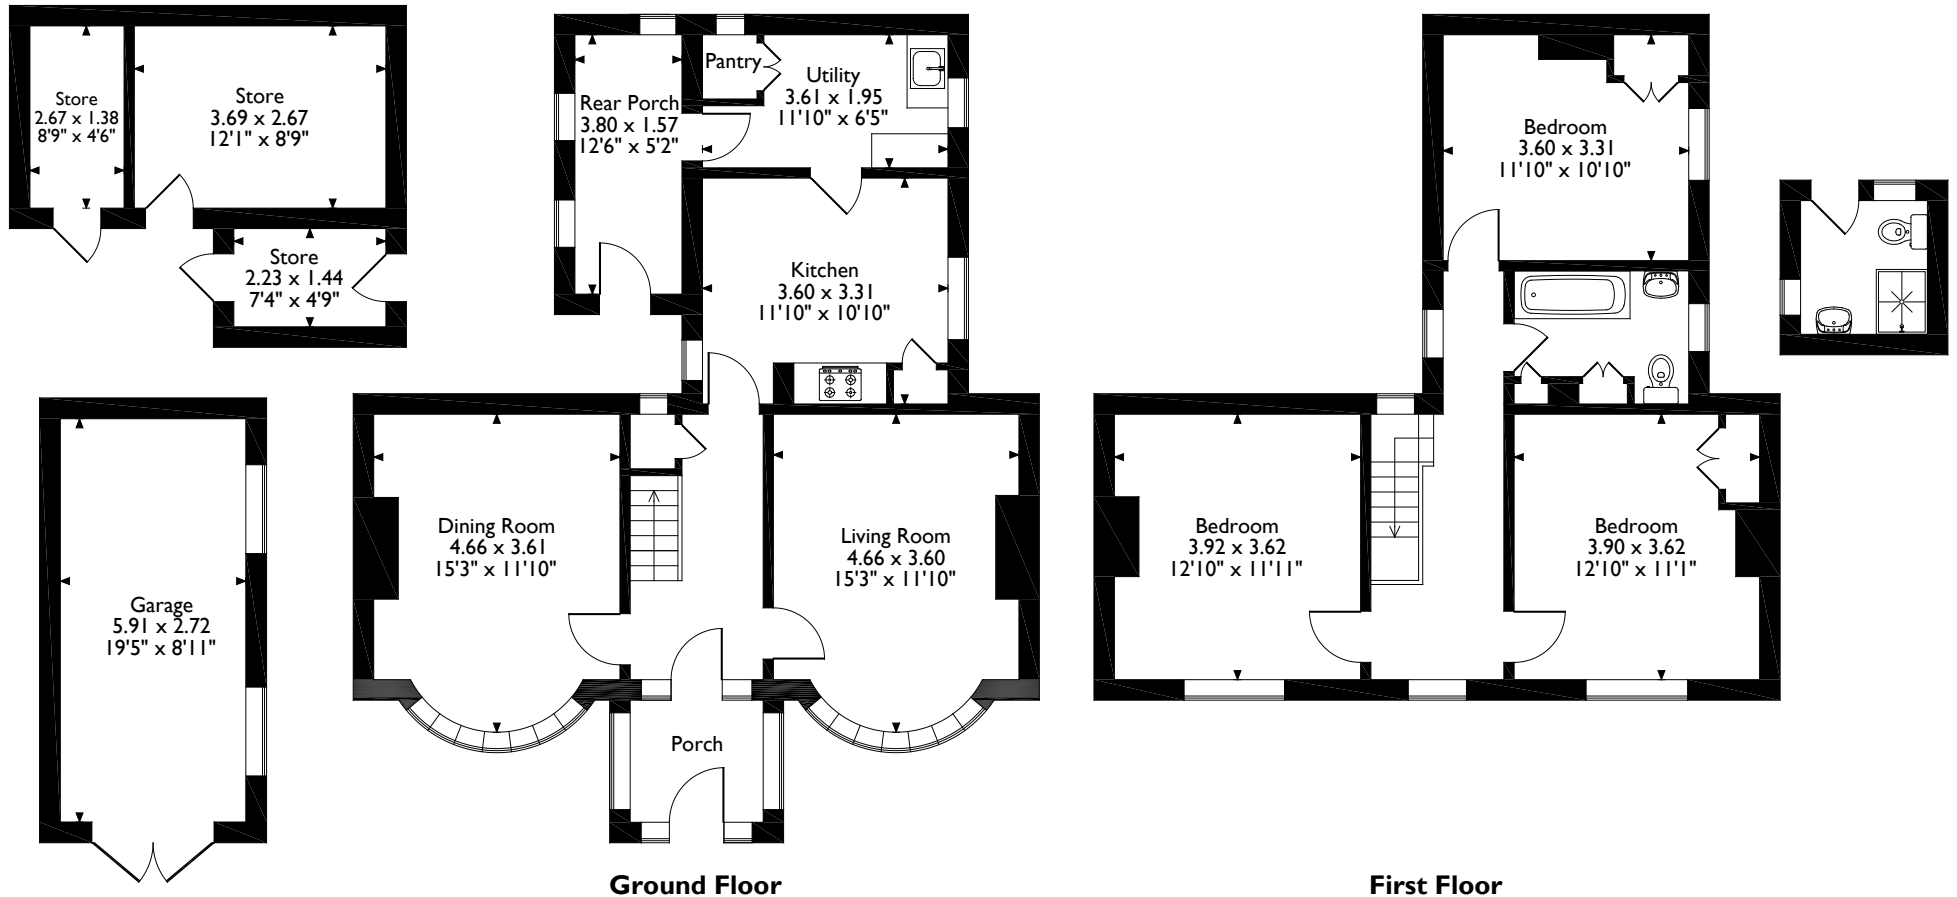 Store
2.67 x 1.38
8'9" x 4'6"
Store
3.69 x 2.67
12'1" x 8'9"
Store
2.23 x 1.44
7'4" x 4'9"
Garage
5.91 x 2.72
19'5" x 8'11"
Rear Porch
3.80 x 1.57
12'6" x 5'2"
Pantry
Utility
3.61 x 1.95
11'10" x 6'5"
Kitchen
3.60 x 3.31
11'10" x 10'10"
Dining Room
4.66 x 3.61
15'3" x 11'10"
Living Room
4.66 x 3.60
15'3" x 11'10"
Porch
Ground Floor
Bedroom
3.60 x 3.31
11'10" x 10'10"
Bedroom
3.92 x 3.62
12'10" x 11'11"
Bedroom
3.90 x 3.62
12'10" x 11'1"
First Floor